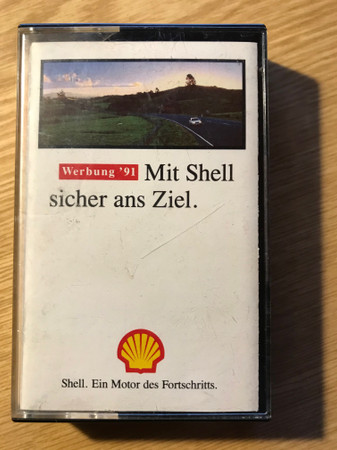 Werbung '91 Mit Shell
sicher ans Ziel.
Shell. Ein Motor des Fortschritts.